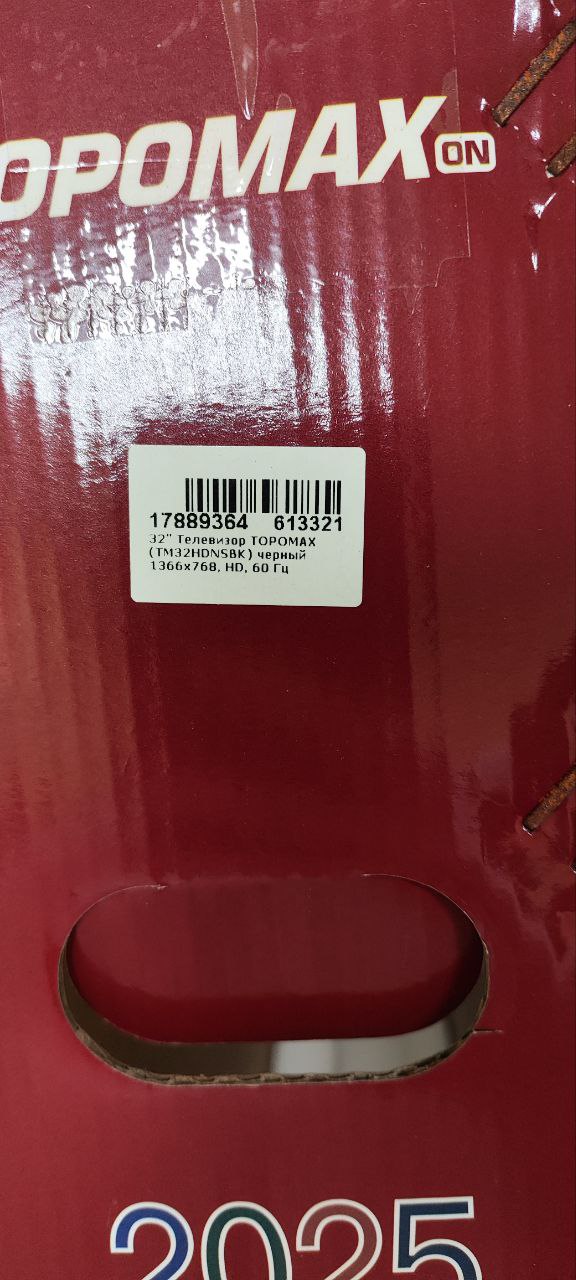 OPOMAX ON
17889364 613321
32" Телевизор TOPOMAX
(TM32HDNSBK) черный
1366x768, HD, 60 Гц
2025